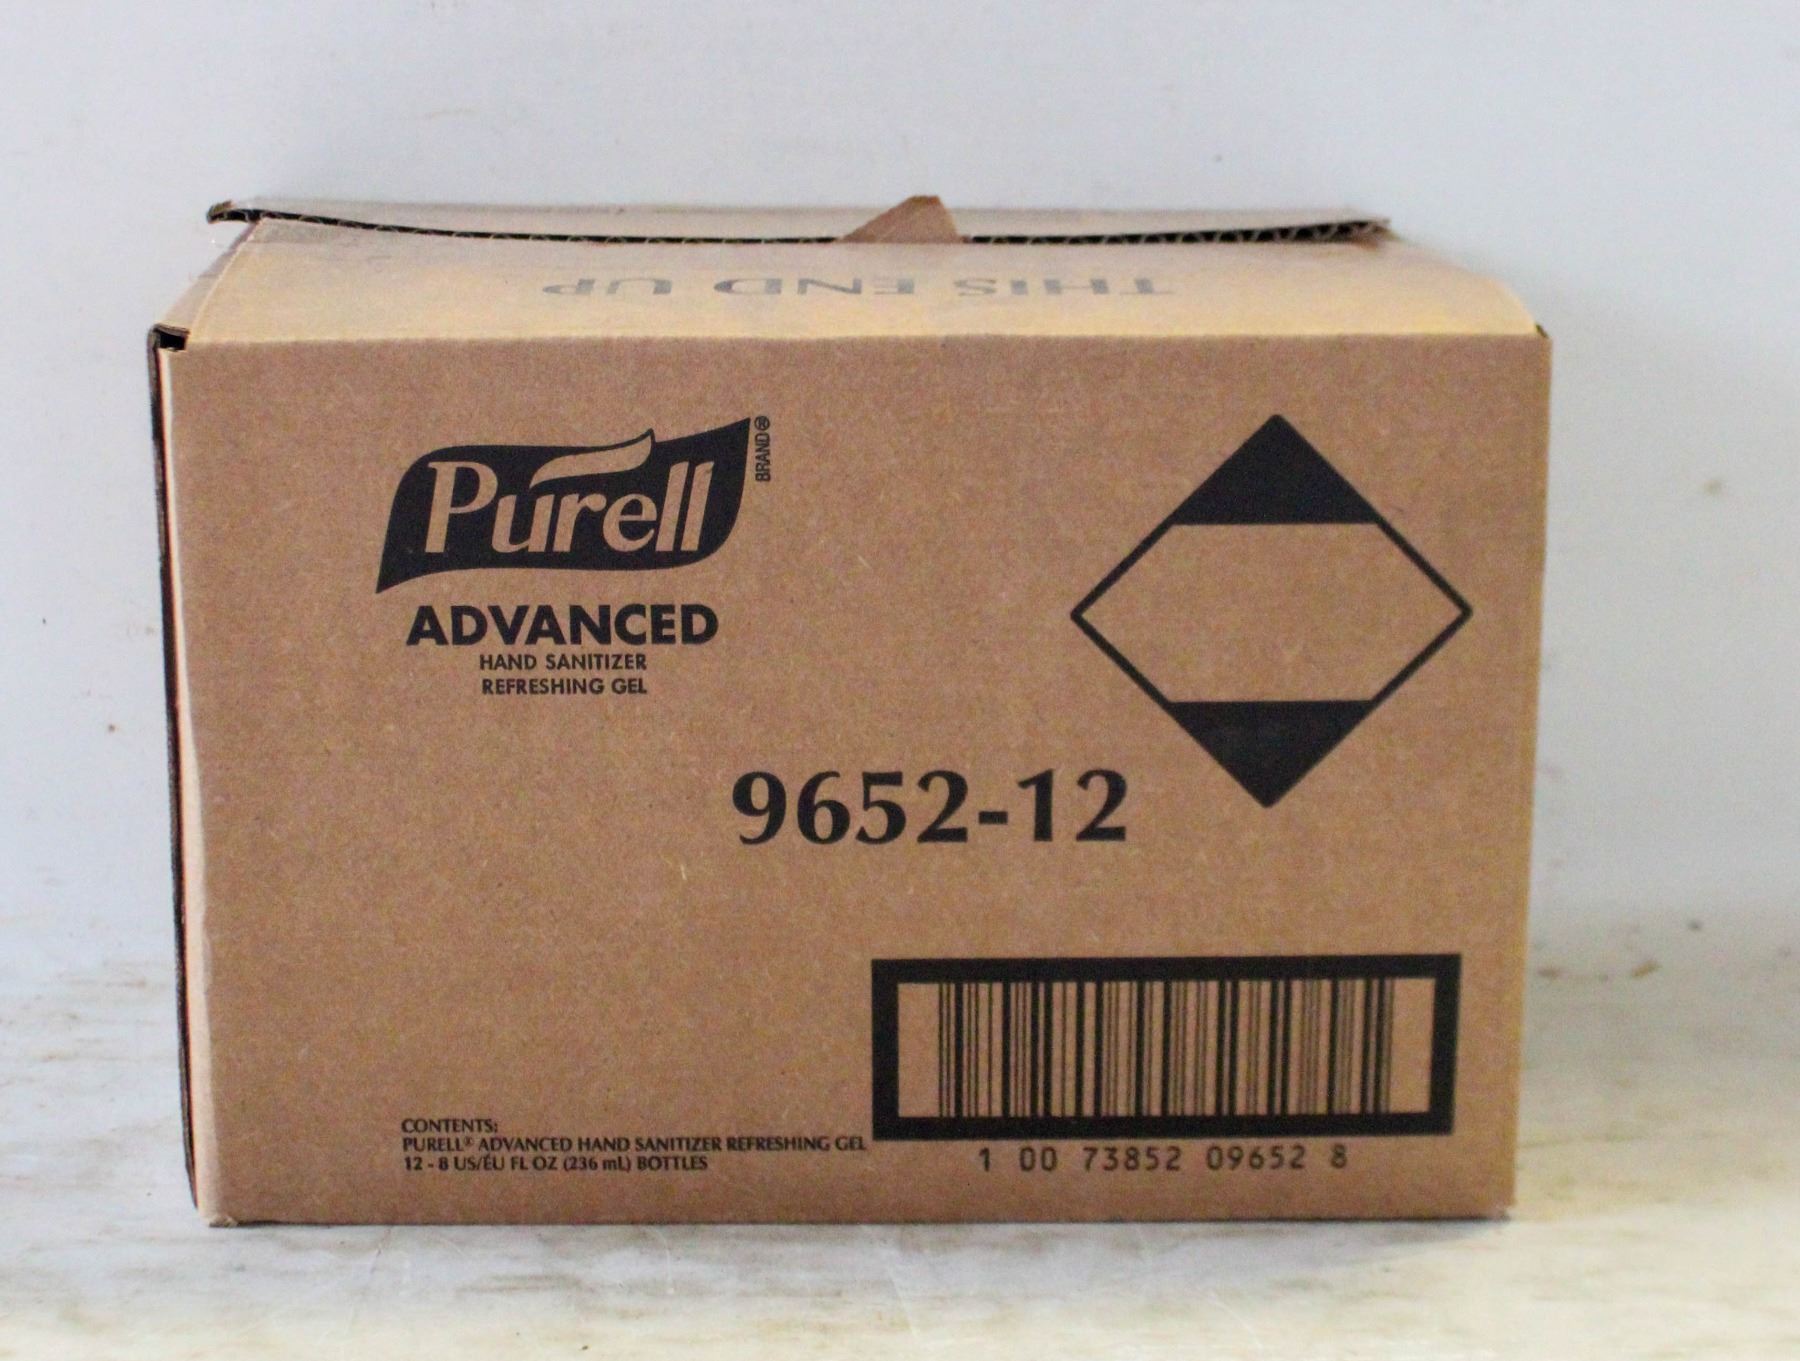 THIS END UP
Purell BRAND®
ADVANCED
HAND SANITIZER
REFRESHING GEL
9652-12
CONTENTS:
PURELL® ADVANCED HAND SANITIZER REFRESHING GEL
12 - 8 US/ÉU FL OZ (236 mL) BOTTLES
1 00 73852 09652 8